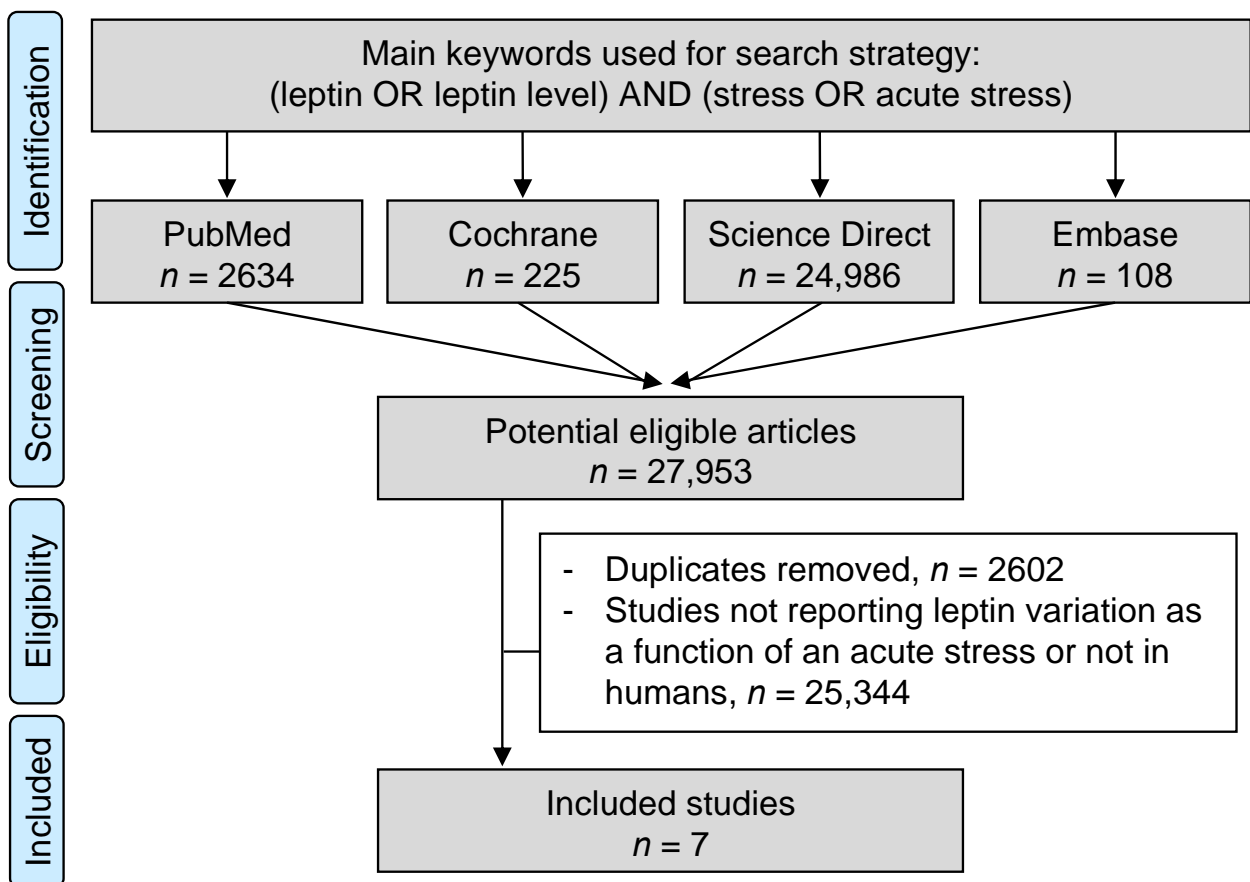 Identification
Main keywords used for search strategy:
(leptin OR leptin level) AND (stress OR acute stress)
PubMed
n = 2634
Cochrane
n = 225
Science Direct
n = 24,986
Embase
n = 108
Screening
Potential eligible articles
n = 27,953
Eligibility
- Duplicates removed, n = 2602
- Studies not reporting leptin variation as
a function of an acute stress or not in
humans, n = 25,344
Included
Included studies
n = 7